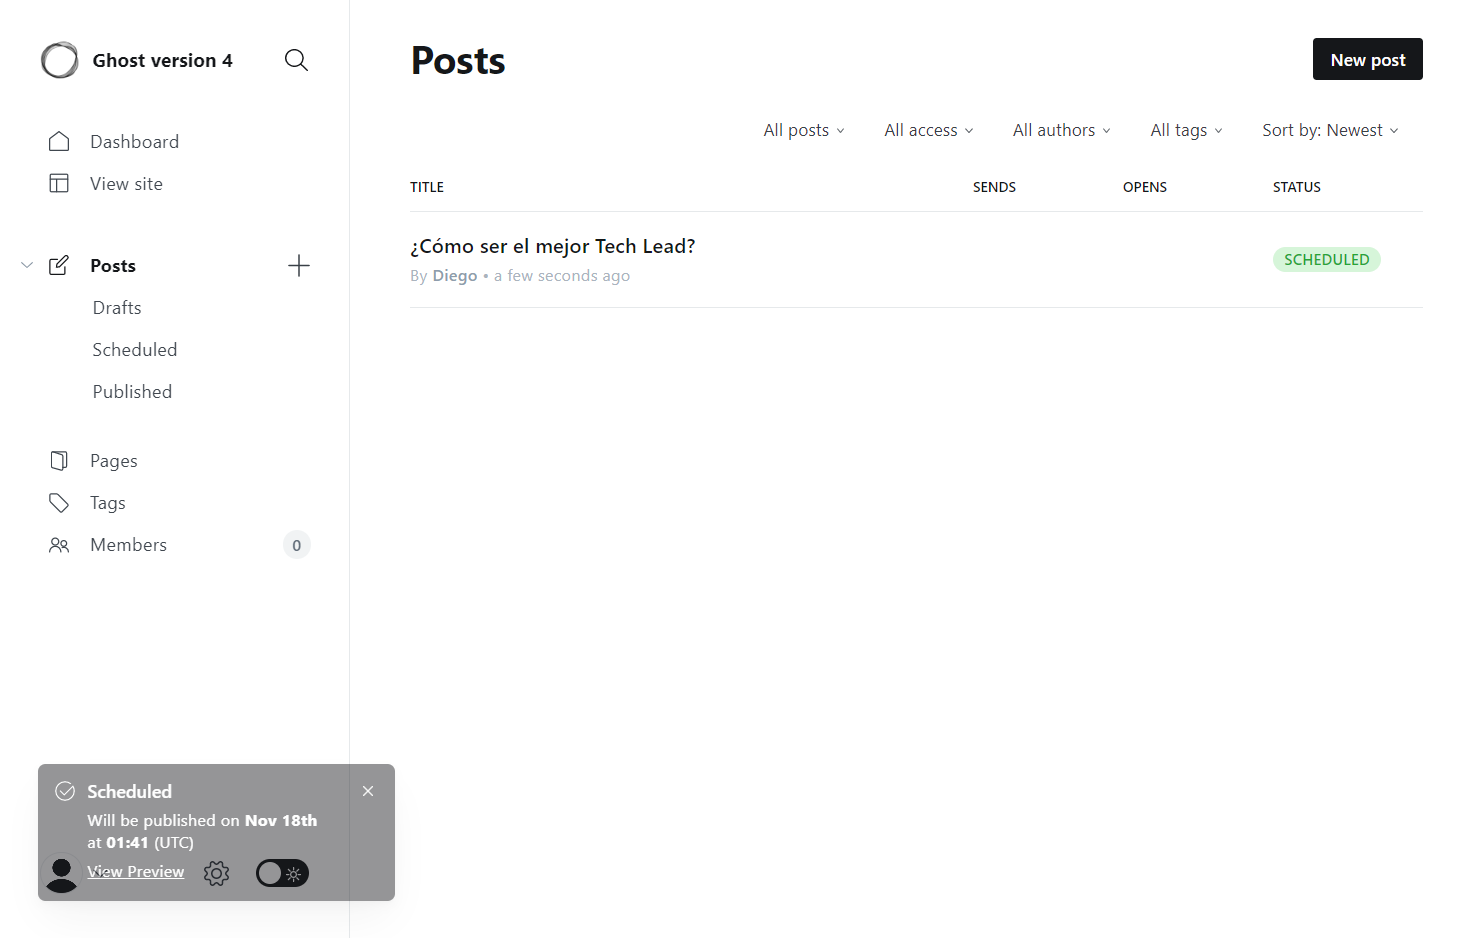 Ghost version 4
Dashboard
View site
Posts
Drafts
Scheduled
Published
Pages
Tags
Members 0
Posts
New post
All posts All access All authors All tags Sort by: Newest
TITLE SENDS OPENS STATUS
¿Cómo ser el mejor Tech Lead?
By Diego • a few seconds ago
SCHEDULED
Scheduled
Will be published on Nov 18th
at 01:41 (UTC)
View Preview